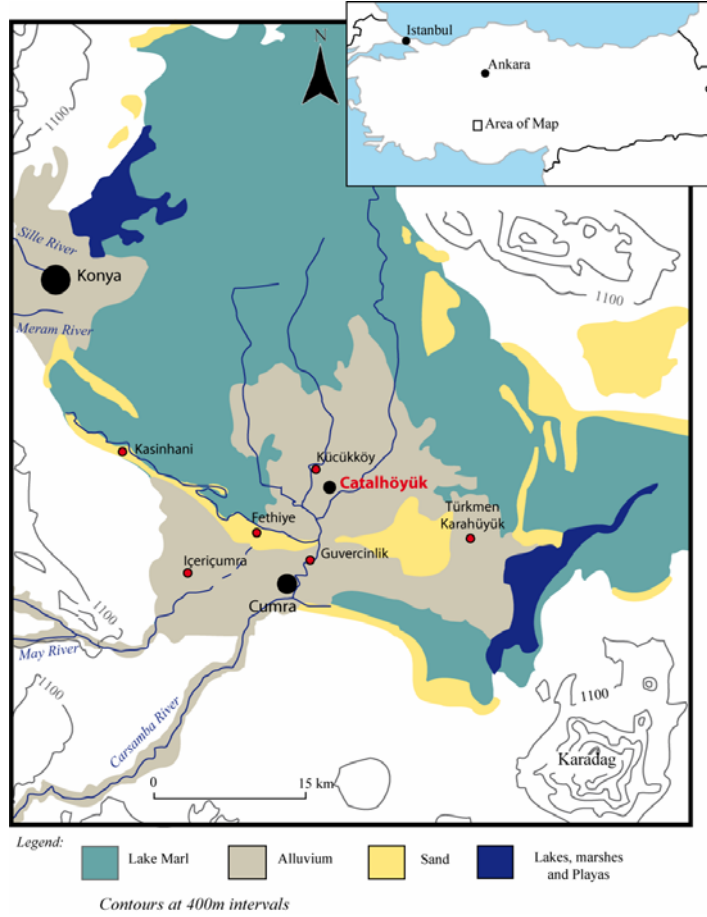 Istanbul
Ankara
Area of Map
N
1100
1100
Sille River
Konya
Meram River
Kasinhani
Kücükköy
Catalhöyük
Türkmen
Karahüyük
Fethiye
Içeriçumra
Guvercinlik
Cumra
1100
May River
1100
Carsamba River
1100
Karadag
0
15 km
Legend:
Lake Marl
Alluvium
Sand
Lakes, marshes
and Playas
Contours at 400m intervals